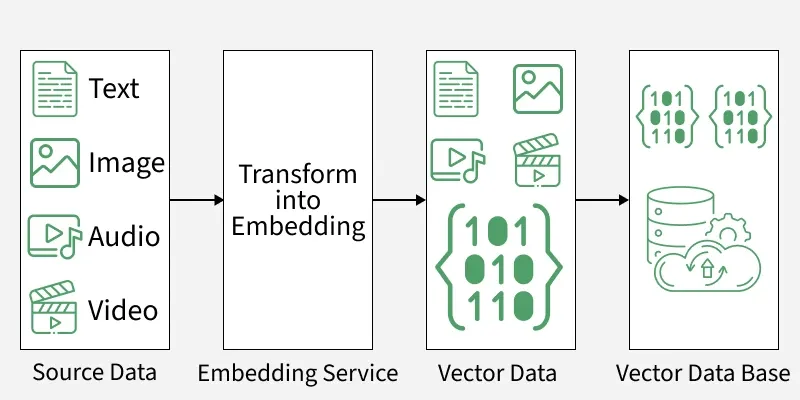 Text
Image
Audio
Video
Source Data
Transform
into
Embedding
Embedding Service
101
010
110
Vector Data
101 101
010 010
110 110
Vector Data Base